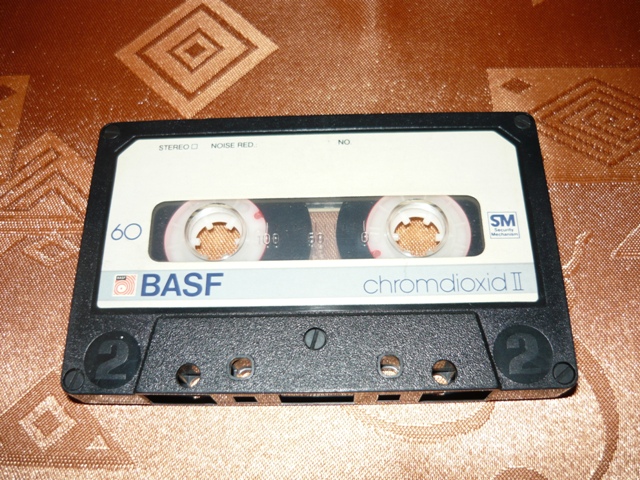 STEREO NOISE RED. NO.
60
SM
Security
Mechanism
BASF chromdioxid II
2 2